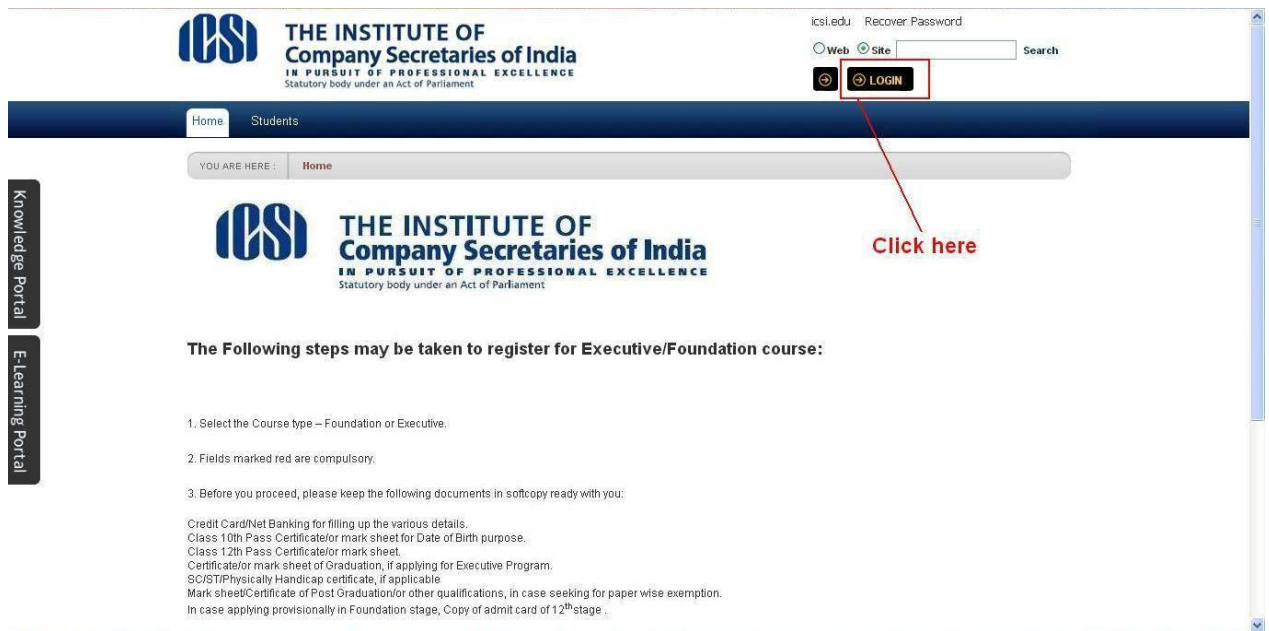 ICSI
THE INSTITUTE OF
Company Secretaries of India
IN PURSUIT OF PROFESSIONAL EXCELLENCE
Statutory body under an Act of Parliament
icsi.edu Recover Password
Web Site Search
LOGIN
Home Students
YOU ARE HERE : Home
Knowledge Portal
E-Learning Portal
ICSI
THE INSTITUTE OF
Company Secretaries of India
IN PURSUIT OF PROFESSIONAL EXCELLENCE
Statutory body under an Act of Parliament
Click here
The Following steps may be taken to register for Executive/Foundation course:
1. Select the Course type – Foundation or Executive.
2. Fields marked red are compulsory.
3. Before you proceed, please keep the following documents in softcopy ready with you:
Credit Card/Net Banking for filling up the various details.
Class 10th Pass Certificate/or mark sheet for Date of Birth purpose.
Class 12th Pass Certificate/or mark sheet.
Certificate/or mark sheet of Graduation, if applying for Executive Program.
SC/ST/Physically Handicap certificate, if applicable
Mark sheet/Certificate of Post Graduation/or other qualifications, in case seeking for paper wise exemption.
In case applying provisionally in Foundation stage, Copy of admit card of 12th stage .